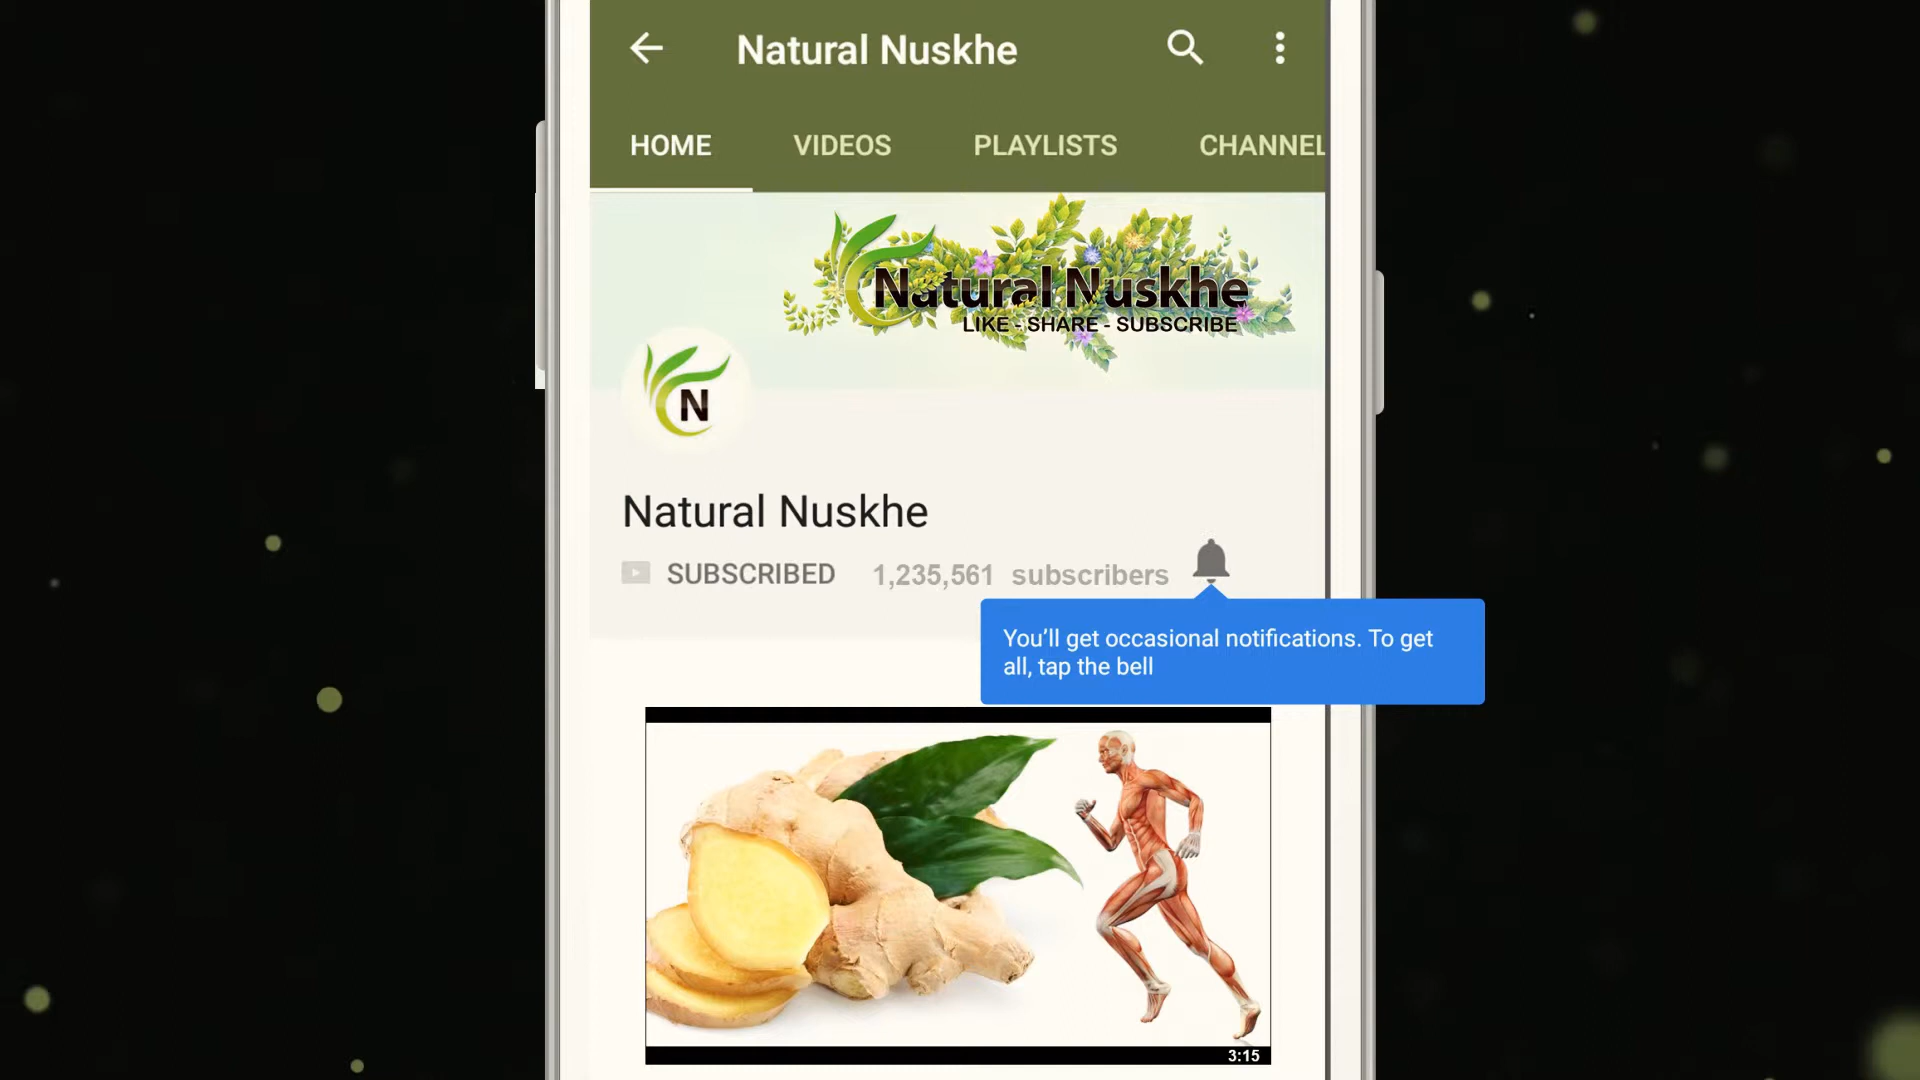 Natural Nuskhe
HOME VIDEOS PLAYLISTS CHANNEL
Natural Nuskhe
LIKE - SHARE - SUBSCRIBE
N
Natural Nuskhe
SUBSCRIBED 1,235,561 subscribers
You’ll get occasional notifications. To get
all, tap the bell
3:15